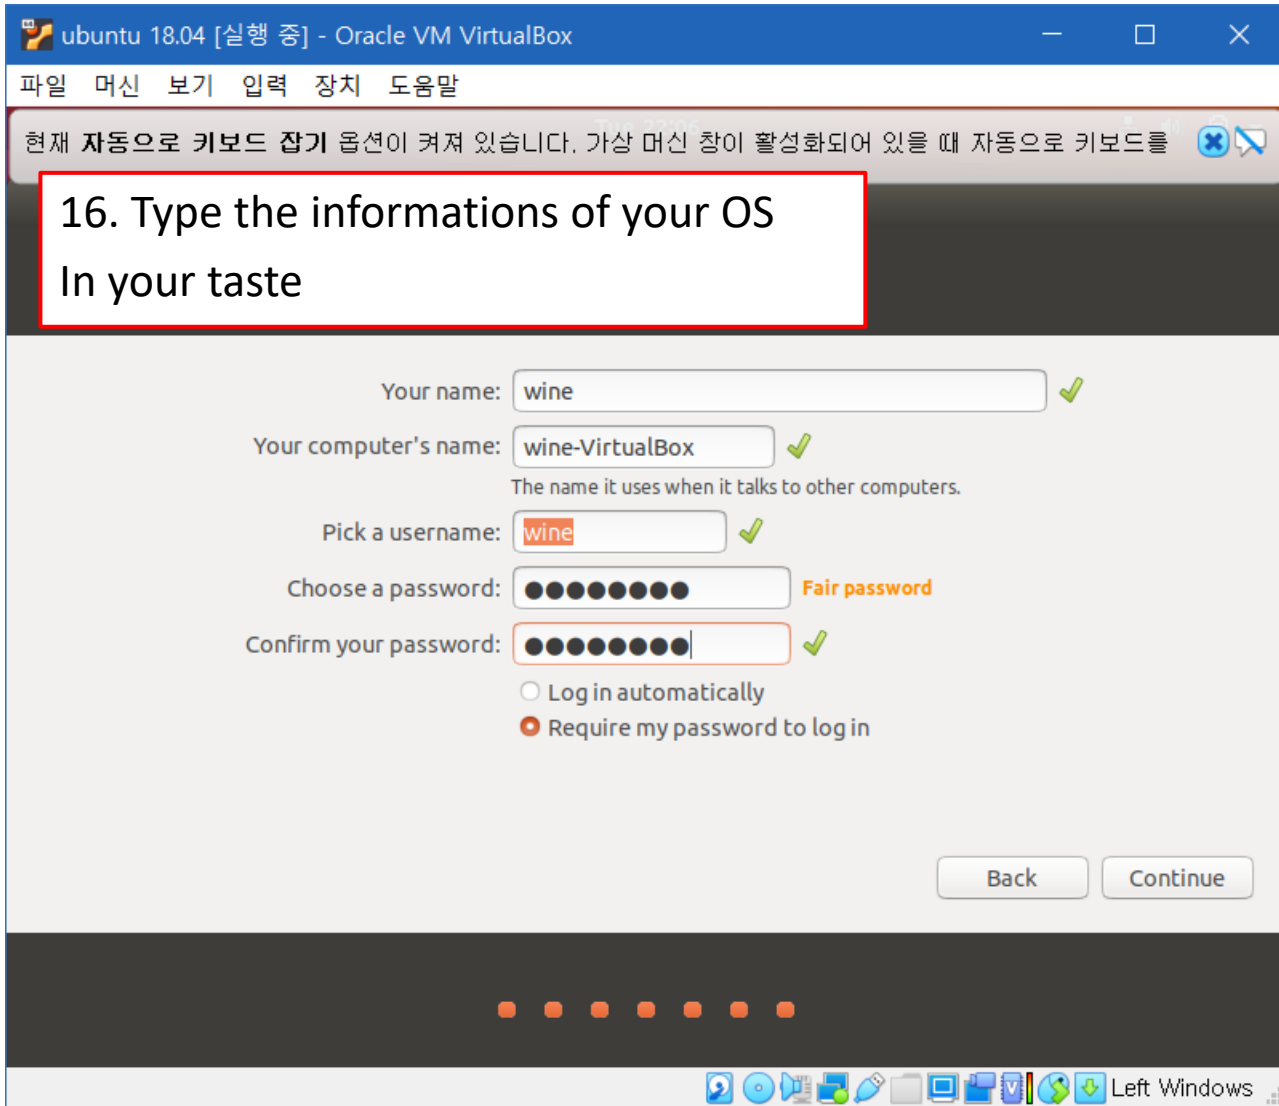 ubuntu 18.04 [실행 중] - Oracle VM VirtualBox
파일 머신 보기 입력 장치 도움말
현재 자동으로 키보드 잡기 옵션이 켜져 있습니다. 가상 머신 창이 활성화되어 있을 때 자동으로 키보드를
16. Type the informations of your OS
In your taste
Your name: wine
Your computer's name: wine-VirtualBox
The name it uses when it talks to other computers.
Pick a username: wine
Choose a password: ●●●●●●●● Fair password
Confirm your password: ●●●●●●●●
Log in automatically
Require my password to log in
Back Continue
Left Windows